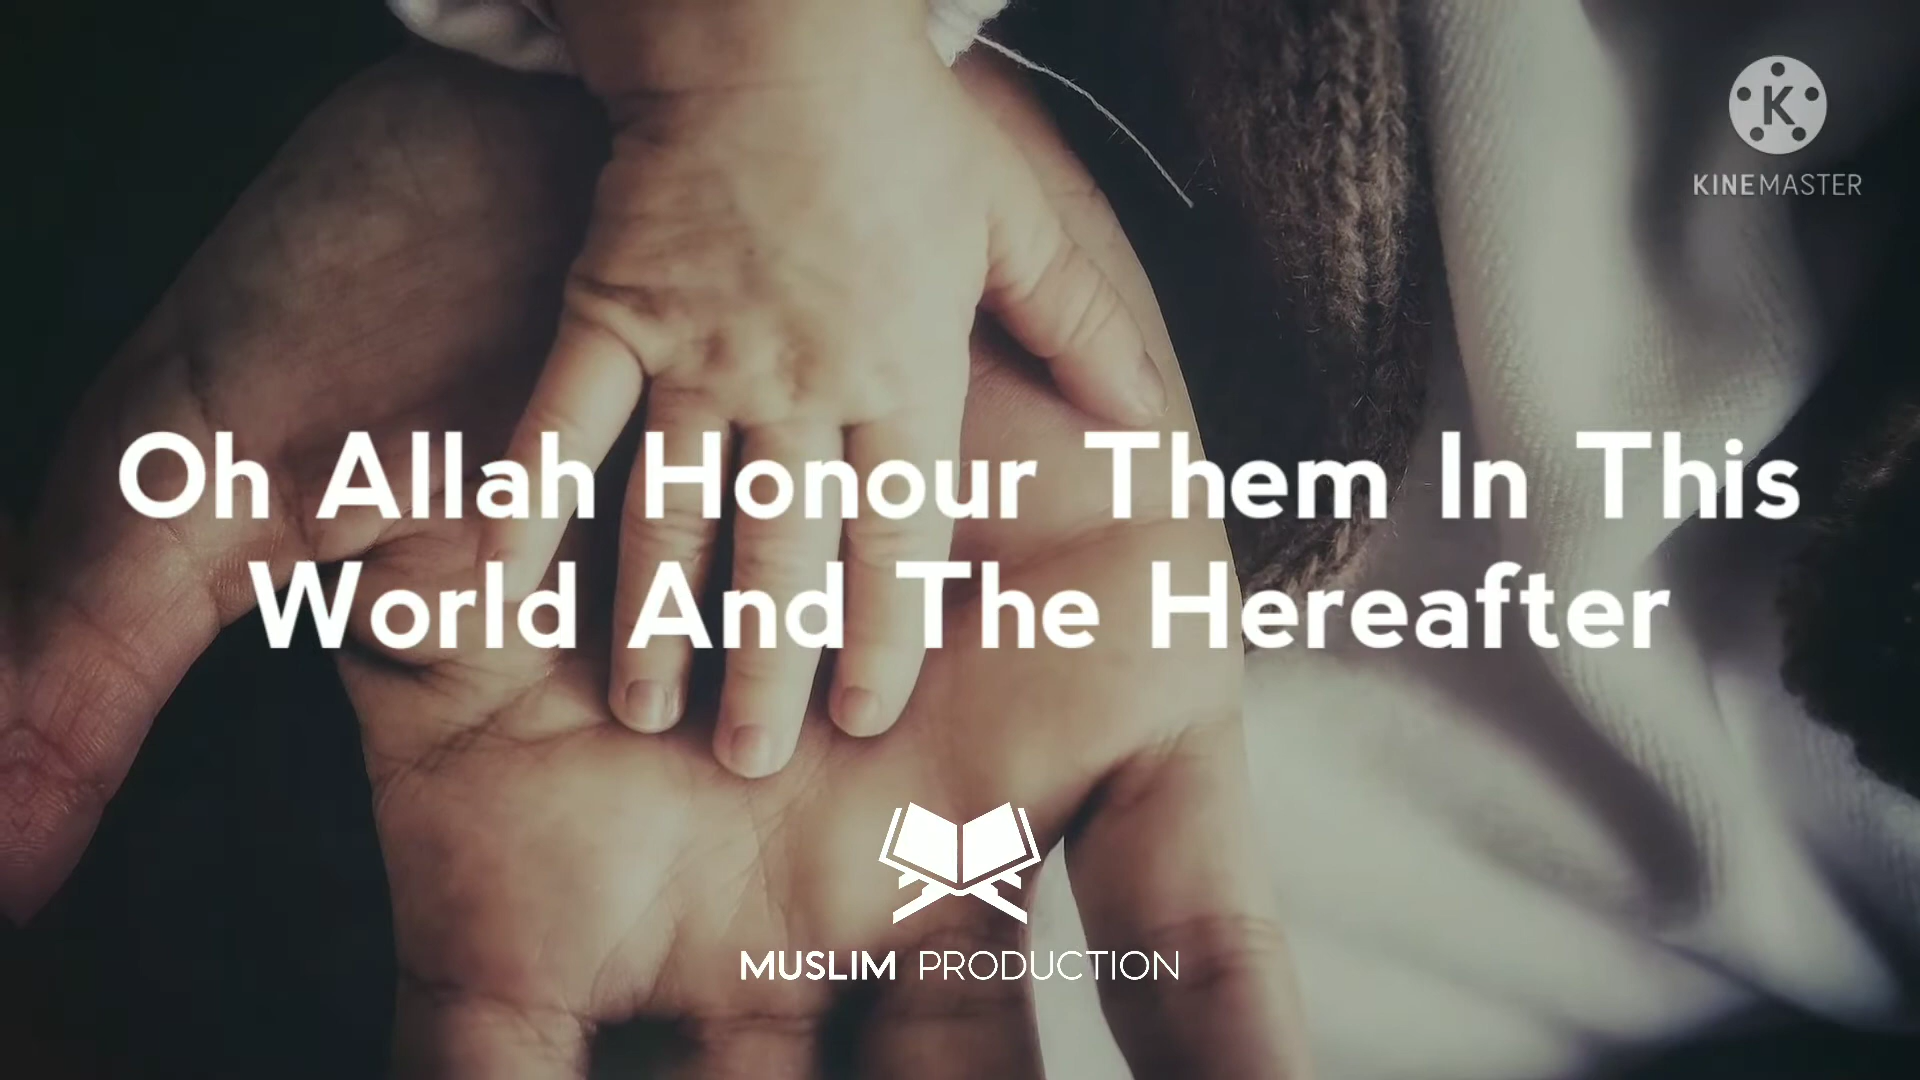 K
KINEMASTER
Oh Allah Honour Them In This
World And The Hereafter
MUSLIM PRODUCTION